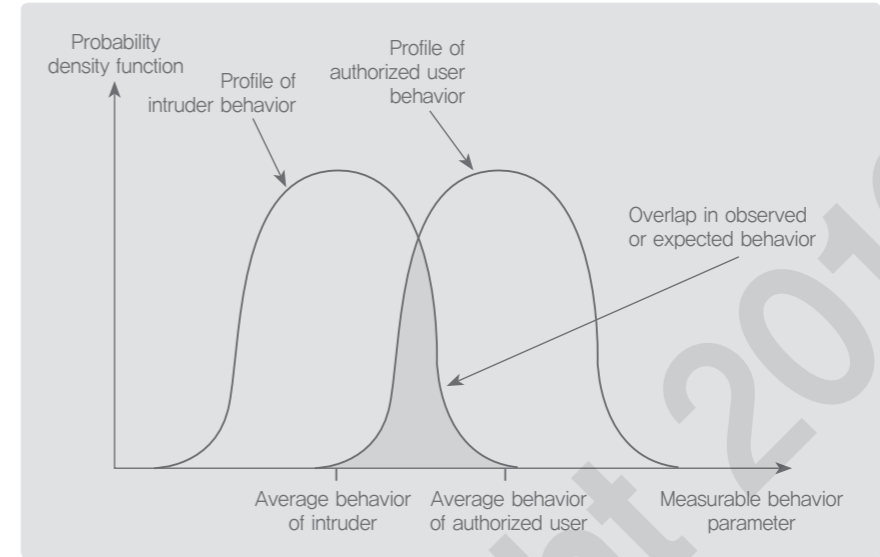 Probability
density function
Profile of
intruder behavior
Profile of
authorized user
behavior
Overlap in observed
or expected behavior
Average behavior
of intruder
Average behavior
of authorized user
Measurable behavior
parameter